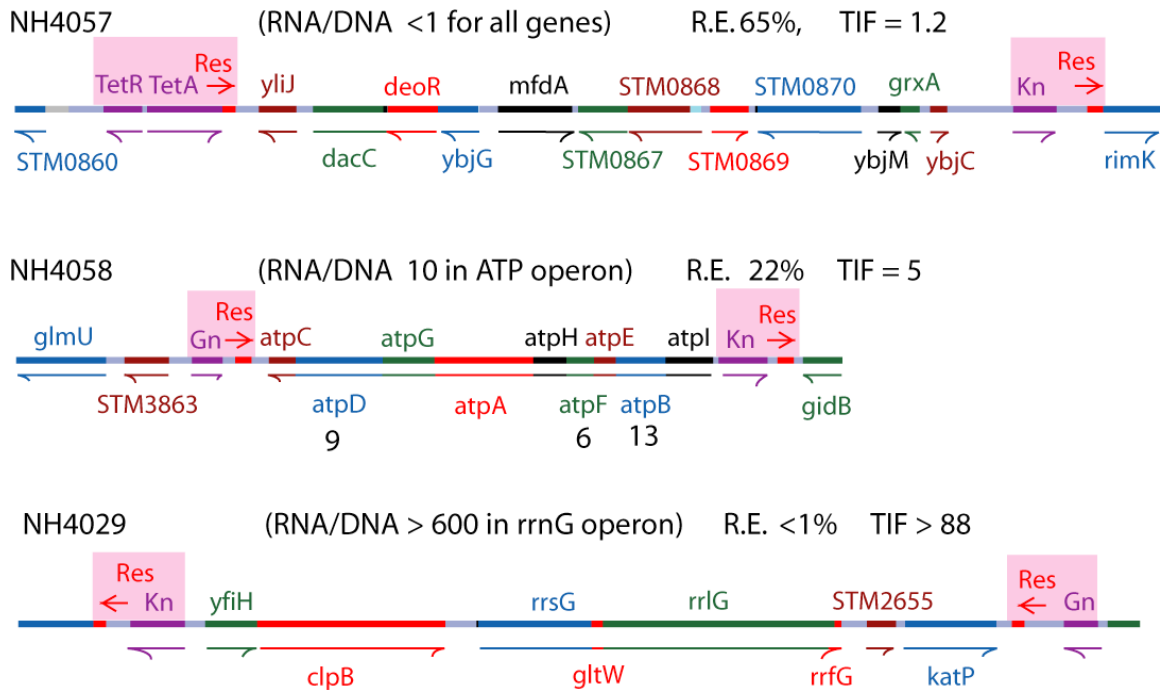 NH4057 (RNA/DNA <1 for all genes) R.E. 65%, TIF = 1.2
Res Res
TetR TetA yliJ deoR mfdA STM0868 STM0870 grxA Kn
STM0860 dacC ybjG STM0867 STM0869 ybjM ybjC rimK
NH4058 (RNA/DNA 10 in ATP operon) R.E. 22% TIF = 5
Res Res
glmU Gn atpC atpG atpH atpE atpI Kn
STM3863 atpD atpA atpF atpB gidB
9 6 13
NH4029 (RNA/DNA > 600 in rrnG operon) R.E. <1% TIF > 88
Res Res
Kn yfiH rrsG rrlG STM2655 Gn
clpB gltW rrfG katP